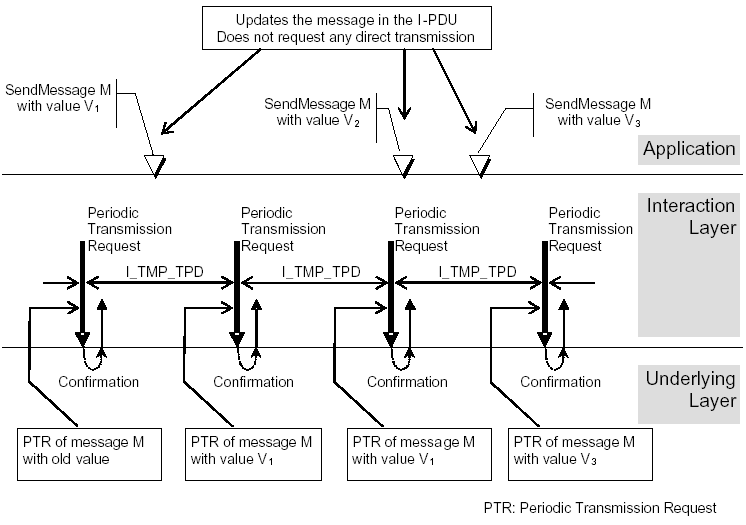 Updates the message in the I-PDU
Does not request any direct transmission
SendMessage M
with value V1
SendMessage M
with value V2
SendMessage M
with value V3
Application
Interaction
Layer
Periodic
Transmission
Request
Periodic
Transmission
Request
Periodic
Transmission
Request
Periodic
Transmission
Request
I_TMP_TPD
I_TMP_TPD
I_TMP_TPD
Confirmation
Confirmation
Confirmation
Confirmation
Underlying
Layer
PTR of message M
with old value
PTR of message M
with value V1
PTR of message M
with value V1
PTR of message M
with value V3
PTR: Periodic Transmission Request